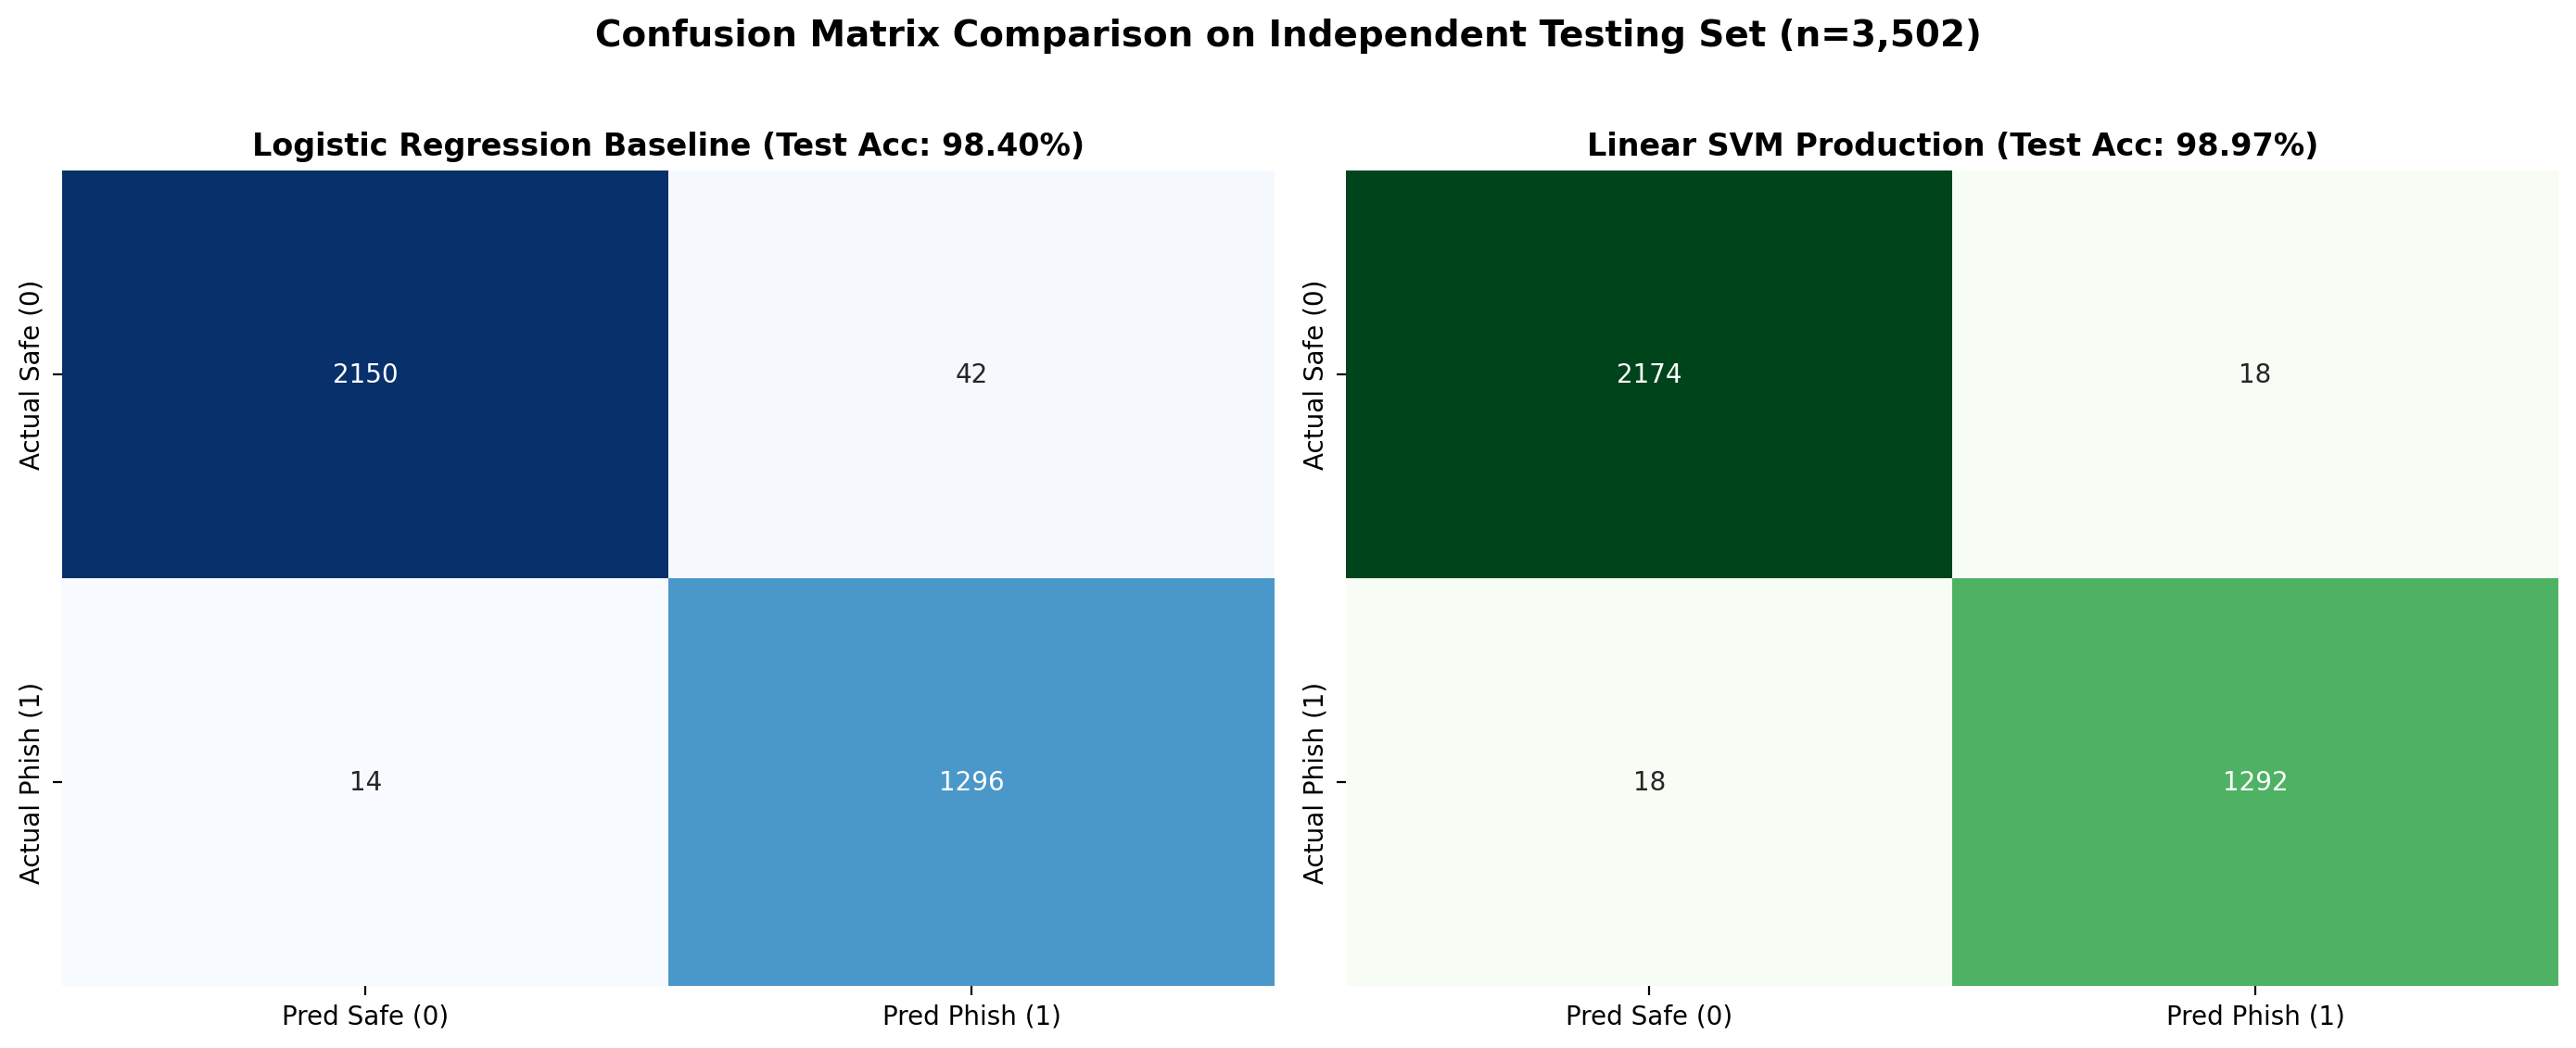 Confusion Matrix Comparison on Independent Testing Set (n=3,502)
Logistic Regression Baseline (Test Acc: 98.40%)
Actual Safe (0)
2150
42
Actual Phish (1)
14
1296
Pred Safe (0)
Pred Phish (1)
Linear SVM Production (Test Acc: 98.97%)
Actual Safe (0)
2174
18
Actual Phish (1)
18
1292
Pred Safe (0)
Pred Phish (1)